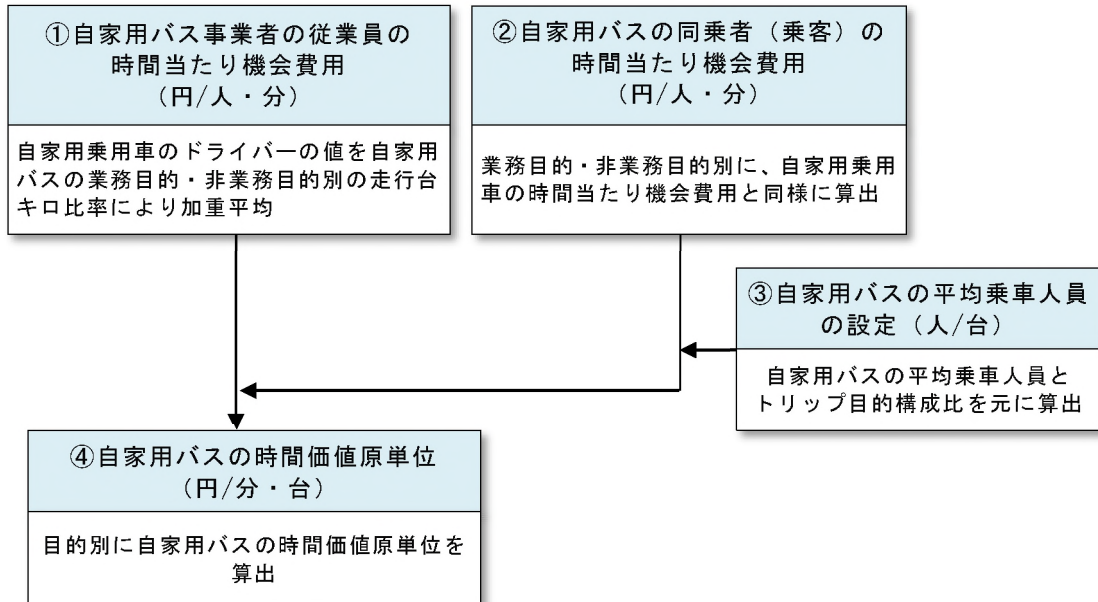 ①自家用バス事業者の従業員の
時間当たり機会費用
（円/人・分）
自家用乗用車のドライバーの値を自家用
バスの業務目的・非業務目的別の走行台
キロ比率により加重平均
②自家用バスの同乗者（乗客）の
時間当たり機会費用
（円/人・分）
業務目的・非業務目的別に、自家用乗用
車の時間当たり機会費用と同様に算出
③自家用バスの平均乗車人員
の設定（人/台）
自家用バスの平均乗車人員と
トリップ目的構成比を元に算出
④自家用バスの時間価値原単位
（円/分・台）
目的別に自家用バスの時間価値原単位を
算出